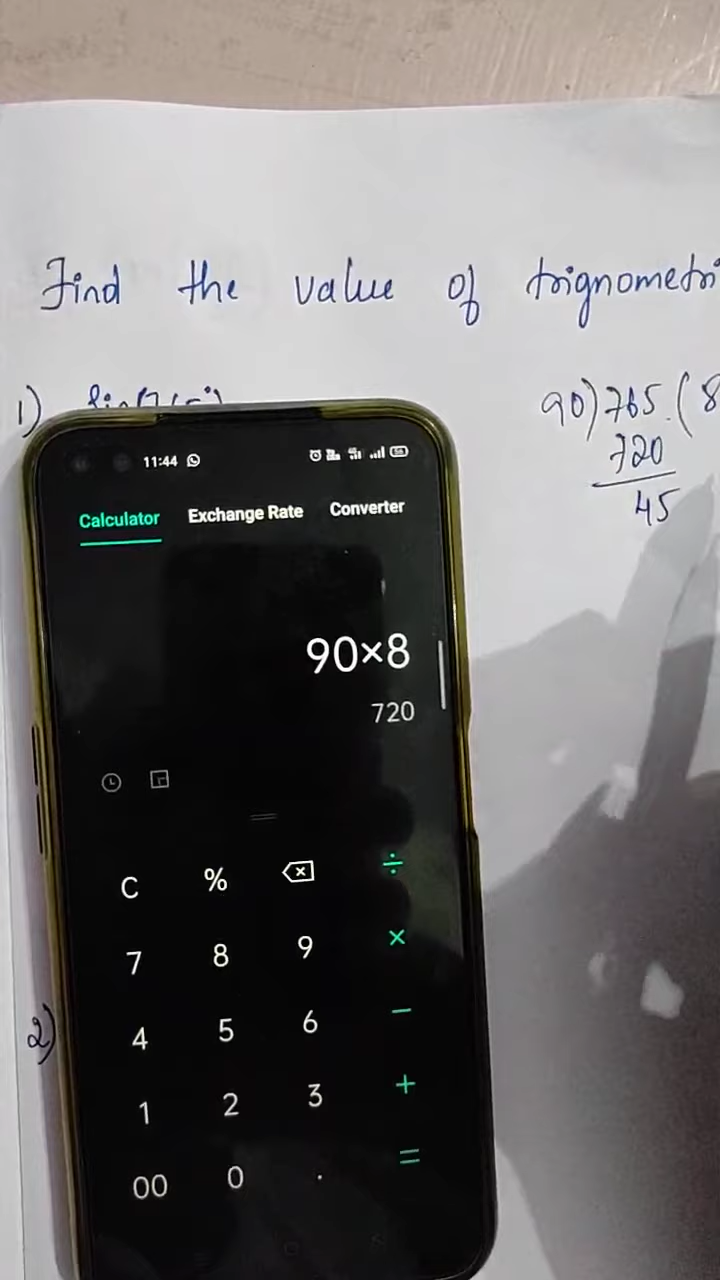 Find the value of trignometri
1)
90) 765 ( 8
720
45
11:44
Calculator Exchange Rate Converter
90×8
720
C % ÷
7 8 9 ×
4 5 6 −
2)
1 2 3 +
00 0 . =